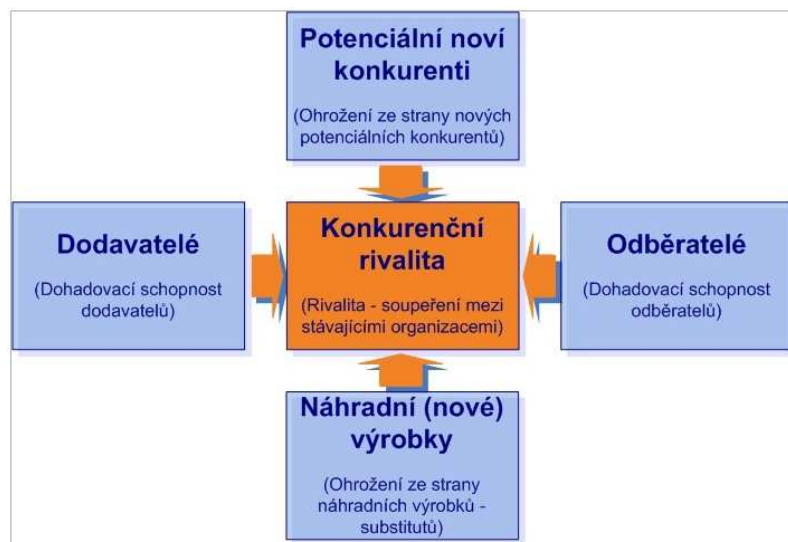 Potenciální noví
konkurenti
(Ohrožení ze strany nových
potenciálních konkurentů)
Dodavatelé
(Dohadovací schopnost
dodavatelů)
Konkurenční
rivalita
(Rivalita - soupeření mezi
stávajícími organizacemi)
Odběratelé
(Dohadovací schopnost
odběratelů)
Náhradní (nové)
výrobky
(Ohrožení ze strany
náhradních výrobků -
substitutů)